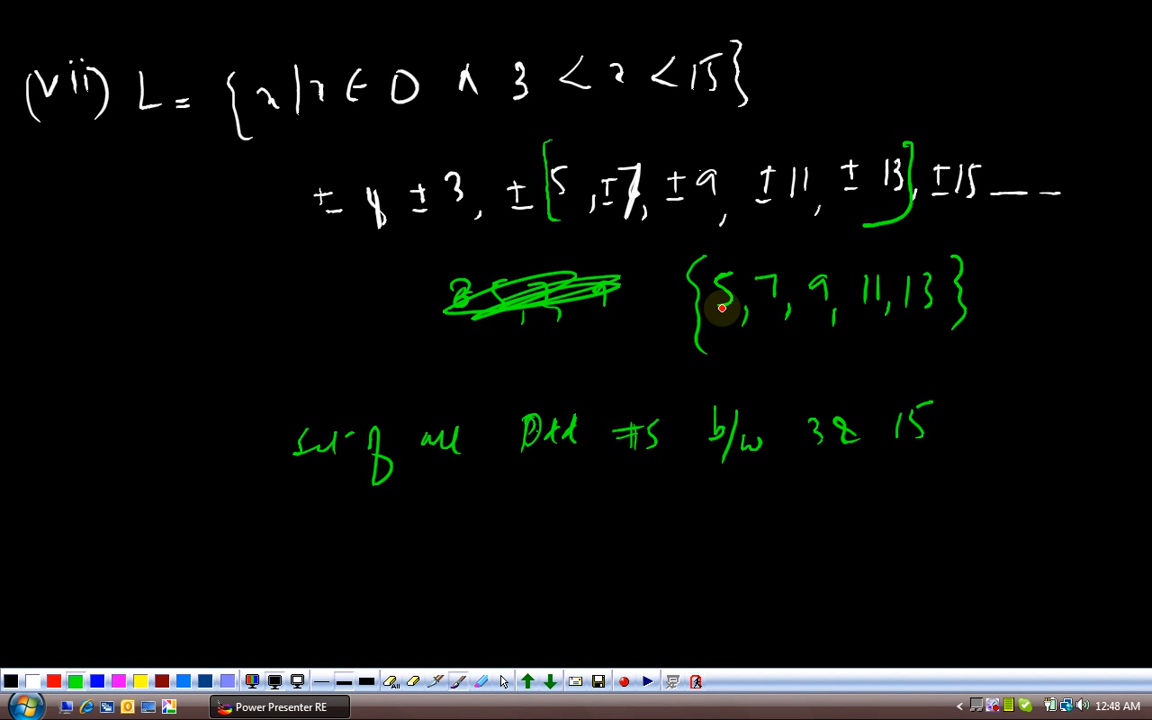 (vii) L = {x | x ∈ O ∧ 3 < x < 15}
± 1 ± 3, ± [5, ±7, ± 9, ± 11, ± 13], ±15 _ _
{5, 7, 9, 11, 13}
Set of all Odd #s b/w 3 & 15
Power Presenter RE
12:48 AM